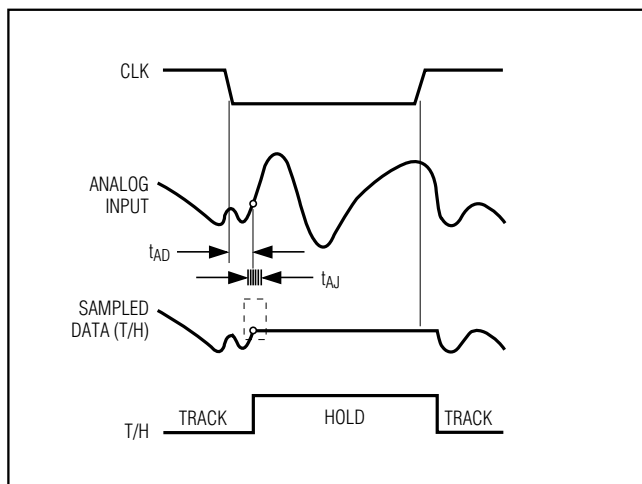 CLK
ANALOG
INPUT
tAD
tAJ
SAMPLED
DATA (T/H)
TRACK
HOLD
TRACK
T/H